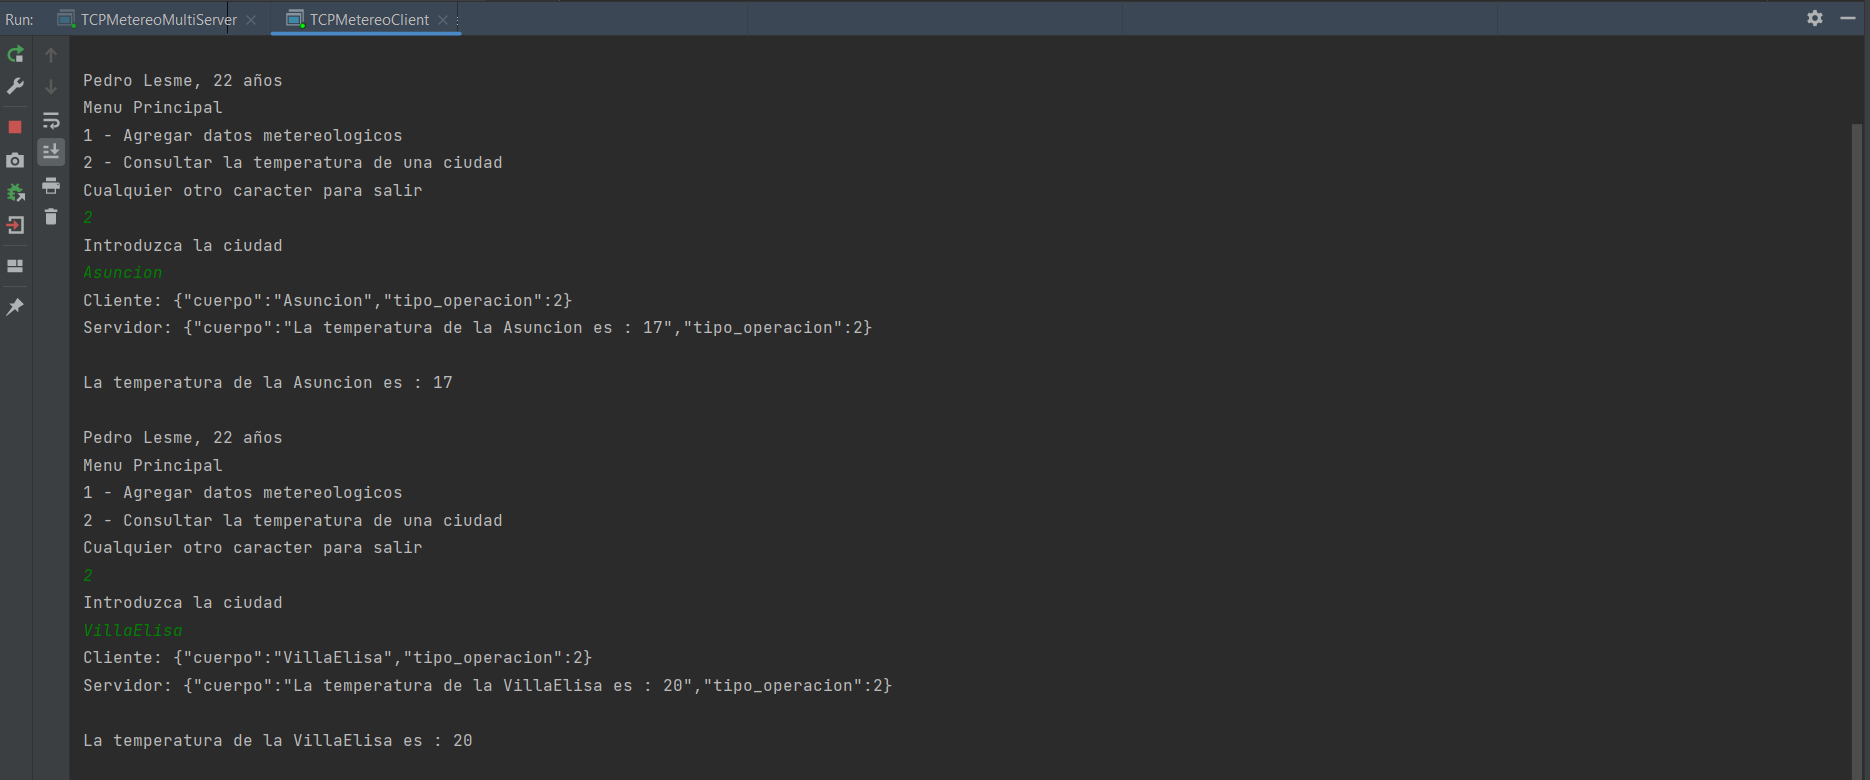 Run: TCPMetereoMultiServer TCPMetereoClient
Pedro Lesme, 22 años
Menu Principal
1 - Agregar datos metereologicos
2 - Consultar la temperatura de una ciudad
Cualquier otro caracter para salir
2
Introduzca la ciudad
Asuncion
Cliente: {"cuerpo":"Asuncion","tipo_operacion":2}
Servidor: {"cuerpo":"La temperatura de la Asuncion es : 17","tipo_operacion":2}
La temperatura de la Asuncion es : 17
Pedro Lesme, 22 años
Menu Principal
1 - Agregar datos metereologicos
2 - Consultar la temperatura de una ciudad
Cualquier otro caracter para salir
2
Introduzca la ciudad
VillaElisa
Cliente: {"cuerpo":"VillaElisa","tipo_operacion":2}
Servidor: {"cuerpo":"La temperatura de la VillaElisa es : 20","tipo_operacion":2}
La temperatura de la VillaElisa es : 20